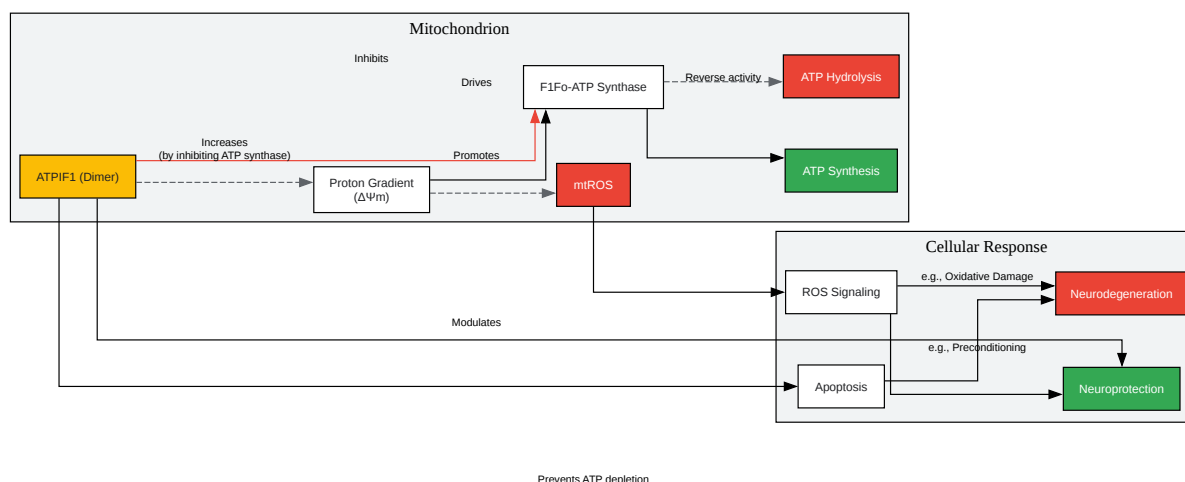 Mitochondrion
Inhibits
Drives
F1Fo-ATP Synthase
Reverse activity
ATP Hydrolysis
Increases
(by inhibiting ATP synthase)
Promotes
ATPIF1 (Dimer)
Proton Gradient
(ΔΨm)
mtROS
ATP Synthesis
Cellular Response
ROS Signaling
e.g., Oxidative Damage
Neurodegeneration
Modulates
e.g., Preconditioning
Apoptosis
Neuroprotection
Prevents ATP depletion